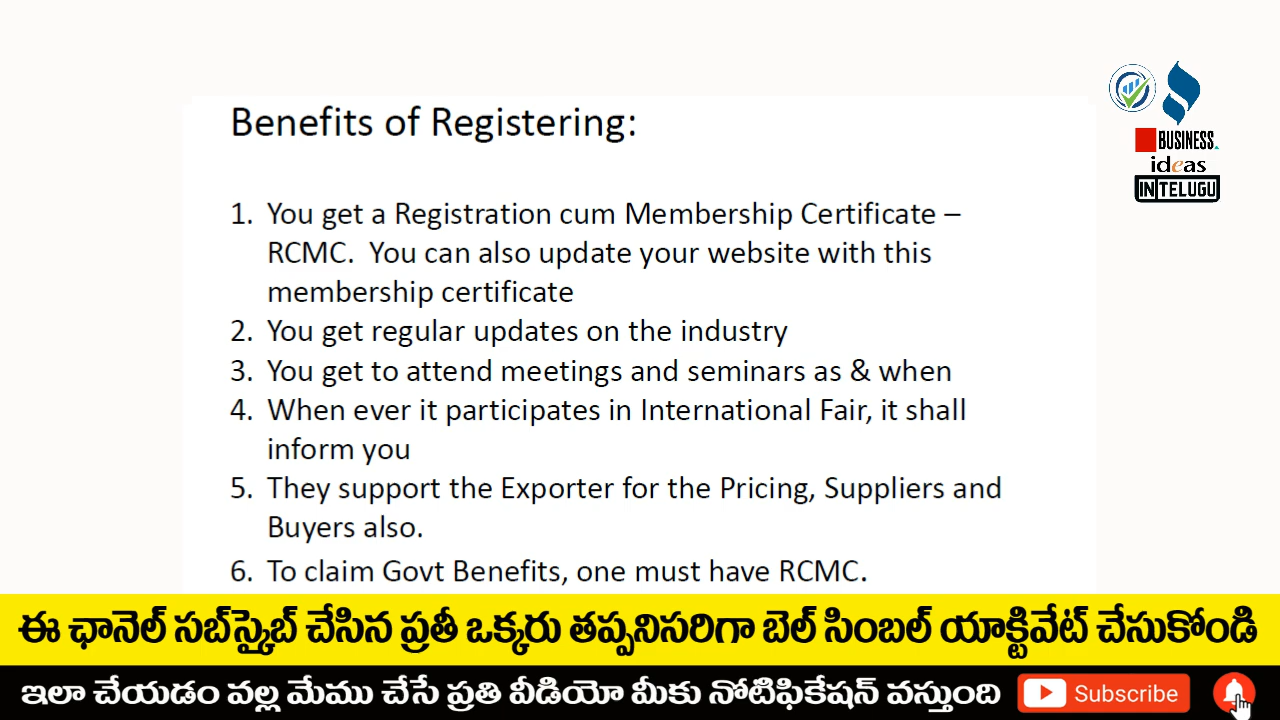 Benefits of Registering:
BUSINESS
ideas
IN TELUGU
1. You get a Registration cum Membership Certificate –
RCMC. You can also update your website with this
membership certificate
2. You get regular updates on the industry
3. You get to attend meetings and seminars as & when
4. When ever it participates in International Fair, it shall
inform you
5. They support the Exporter for the Pricing, Suppliers and
Buyers also.
6. To claim Govt Benefits, one must have RCMC.
ఈ ఛానెల్ సబ్‌స్క్రైబ్ చేసిన ప్రతీ ఒక్కరు తప్పనిసరిగా బెల్ సింబల్ యాక్టివేట్ చేసుకోండి
ఇలా చేయడం వల్ల మేము చేసే ప్రతి వీడియో మీకు నోటిఫికేషన్ వస్తుంది Subscribe